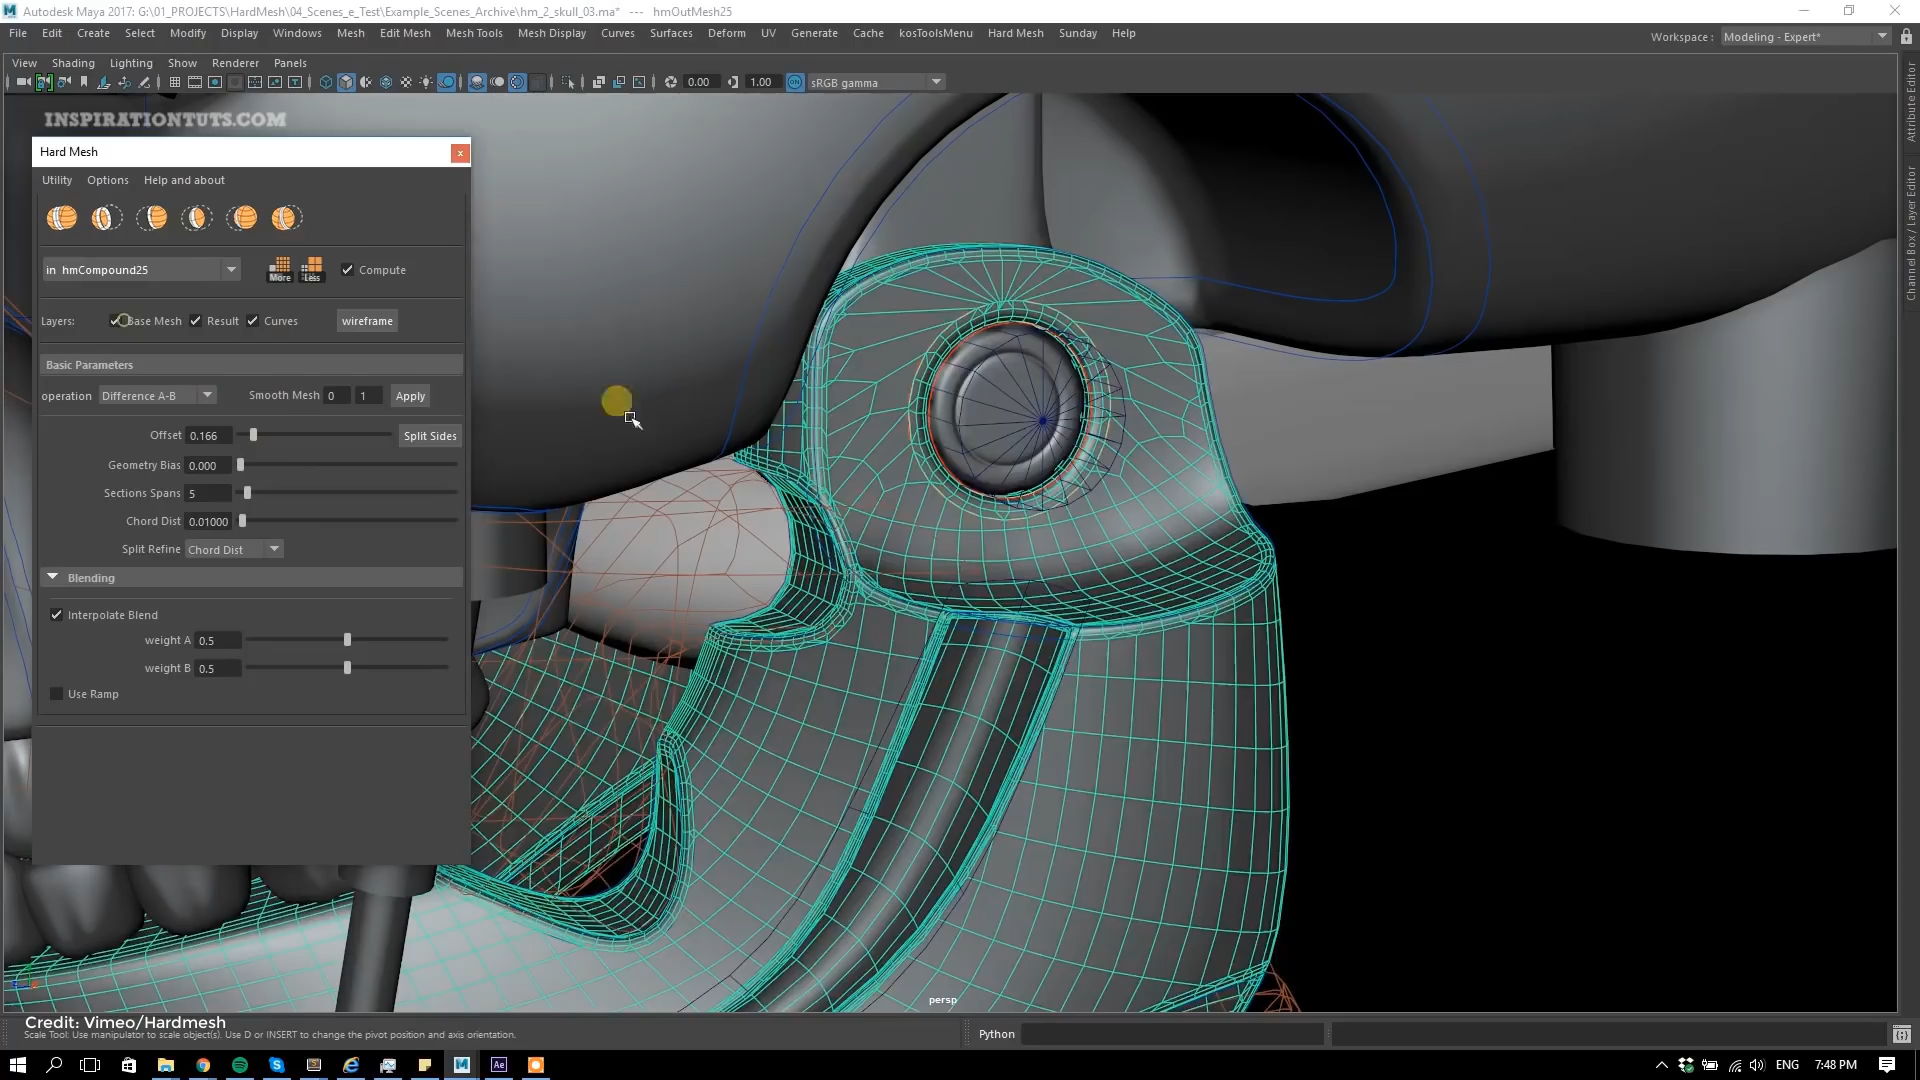 Autodesk Maya 2017: G:\01_PROJECTS\HardMesh\04_Scenes_e_Test\Example_Scenes_Archive\hm_2_skull_03.ma* --- hmOutMesh25
File Edit Create Select Modify Display Windows Mesh Edit Mesh Mesh Tools Mesh Display Curves Surfaces Deform UV Generate Cache kosToolsMenu Hard Mesh Sunday Help
Workspace : Modeling - Expert*
View Shading Lighting Show Renderer Panels
0.00 1.00 sRGB gamma
Attribute Editor
Channel Box / Layer Editor
INSPIRATIONTUTS.COM
Hard Mesh
Utility Options Help and about
in hmCompound25 More Less Compute
Layers: Base Mesh Result Curves wireframe
Basic Parameters
operation Difference A-B Smooth Mesh 0 1 Apply
Offset 0.166 Split Sides
Geometry Bias 0.000
Sections Spans 5
Chord Dist 0.01000
Split Refine Chord Dist
Blending
Interpolate Blend
weight A 0.5
weight B 0.5
Use Ramp
persp
Credit: Vimeo/Hardmesh
Scale Tool: Use manipulator to scale object(s). Use D or INSERT to change the pivot position and axis orientation.
Python
Ae ENG 7:48 PM